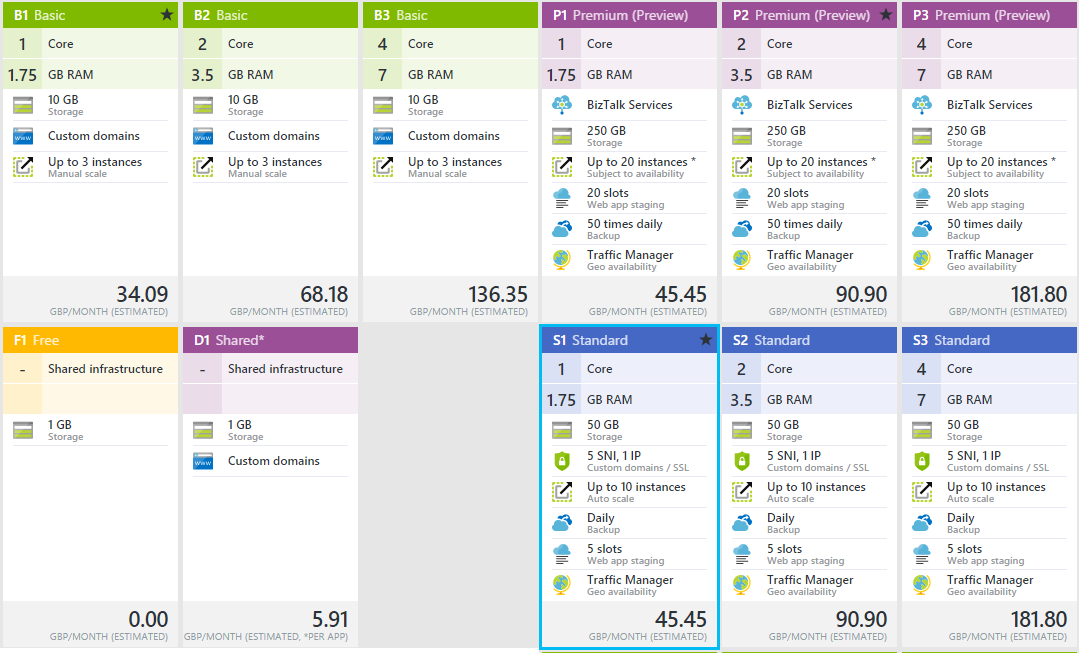 B1 Basic
1 Core
1.75 GB RAM
10 GB
Storage
www
Custom domains
Up to 3 instances
Manual scale
34.09
GBP/MONTH (ESTIMATED)
B2 Basic
2 Core
3.5 GB RAM
10 GB
Storage
www
Custom domains
Up to 3 instances
Manual scale
68.18
GBP/MONTH (ESTIMATED)
B3 Basic
4 Core
7 GB RAM
10 GB
Storage
www
Custom domains
Up to 3 instances
Manual scale
136.35
GBP/MONTH (ESTIMATED)
P1 Premium (Preview)
1 Core
1.75 GB RAM
BizTalk Services
250 GB
Storage
Up to 20 instances *
Subject to availability
20 slots
Web app staging
50 times daily
Backup
Traffic Manager
Geo availability
45.45
GBP/MONTH (ESTIMATED)
P2 Premium (Preview)
2 Core
3.5 GB RAM
BizTalk Services
250 GB
Storage
Up to 20 instances *
Subject to availability
20 slots
Web app staging
50 times daily
Backup
Traffic Manager
Geo availability
90.90
GBP/MONTH (ESTIMATED)
P3 Premium (Preview)
4 Core
7 GB RAM
BizTalk Services
250 GB
Storage
Up to 20 instances *
Subject to availability
20 slots
Web app staging
50 times daily
Backup
Traffic Manager
Geo availability
181.80
GBP/MONTH (ESTIMATED)
F1 Free
- Shared infrastructure
1 GB
Storage
0.00
GBP/MONTH (ESTIMATED)
D1 Shared*
- Shared infrastructure
1 GB
Storage
www
Custom domains
5.91
GBP/MONTH (ESTIMATED, *PER APP)
S1 Standard
1 Core
1.75 GB RAM
50 GB
Storage
5 SNI, 1 IP
Custom domains / SSL
Up to 10 instances
Auto scale
Daily
Backup
5 slots
Web app staging
Traffic Manager
Geo availability
45.45
GBP/MONTH (ESTIMATED)
S2 Standard
2 Core
3.5 GB RAM
50 GB
Storage
5 SNI, 1 IP
Custom domains / SSL
Up to 10 instances
Auto scale
Daily
Backup
5 slots
Web app staging
Traffic Manager
Geo availability
90.90
GBP/MONTH (ESTIMATED)
S3 Standard
4 Core
7 GB RAM
50 GB
Storage
5 SNI, 1 IP
Custom domains / SSL
Up to 10 instances
Auto scale
Daily
Backup
5 slots
Web app staging
Traffic Manager
Geo availability
181.80
GBP/MONTH (ESTIMATED)